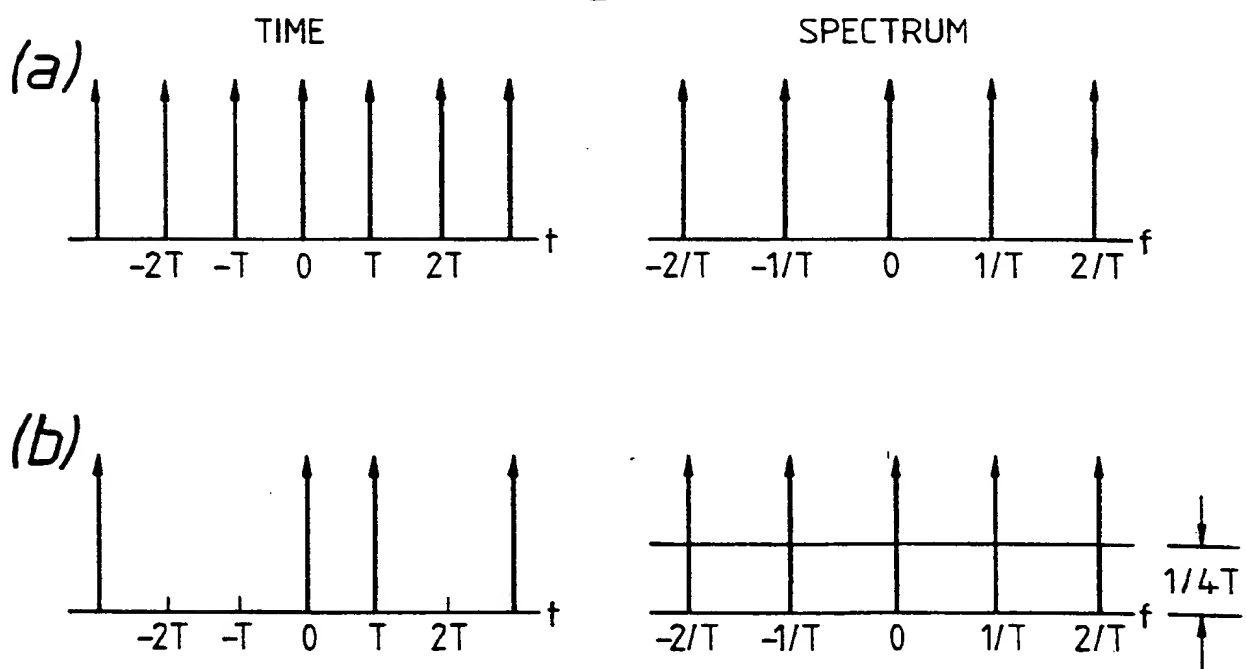 TIME SPECTRUM
(a)
t f
-2T -T 0 T 2T -2/T -1/T 0 1/T 2/T
(b)
1/4T
t f
-2T -T 0 T 2T -2/T -1/T 0 1/T 2/T